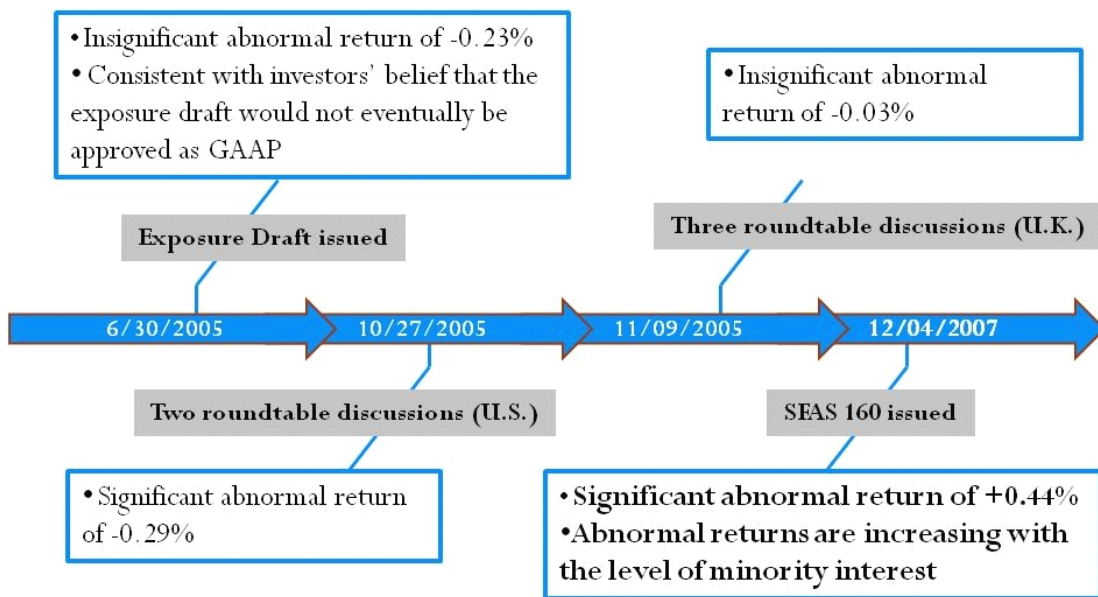 • Insignificant abnormal return of -0.23%
• Consistent with investors' belief that the
exposure draft would not eventually be
approved as GAAP
• Insignificant abnormal
return of -0.03%
Exposure Draft issued
Three roundtable discussions (U.K.)
6/30/2005
10/27/2005
11/09/2005
12/04/2007
Two roundtable discussions (U.S.)
SFAS 160 issued
• Significant abnormal return
of -0.29%
• Significant abnormal return of +0.44%
• Abnormal returns are increasing with
the level of minority interest